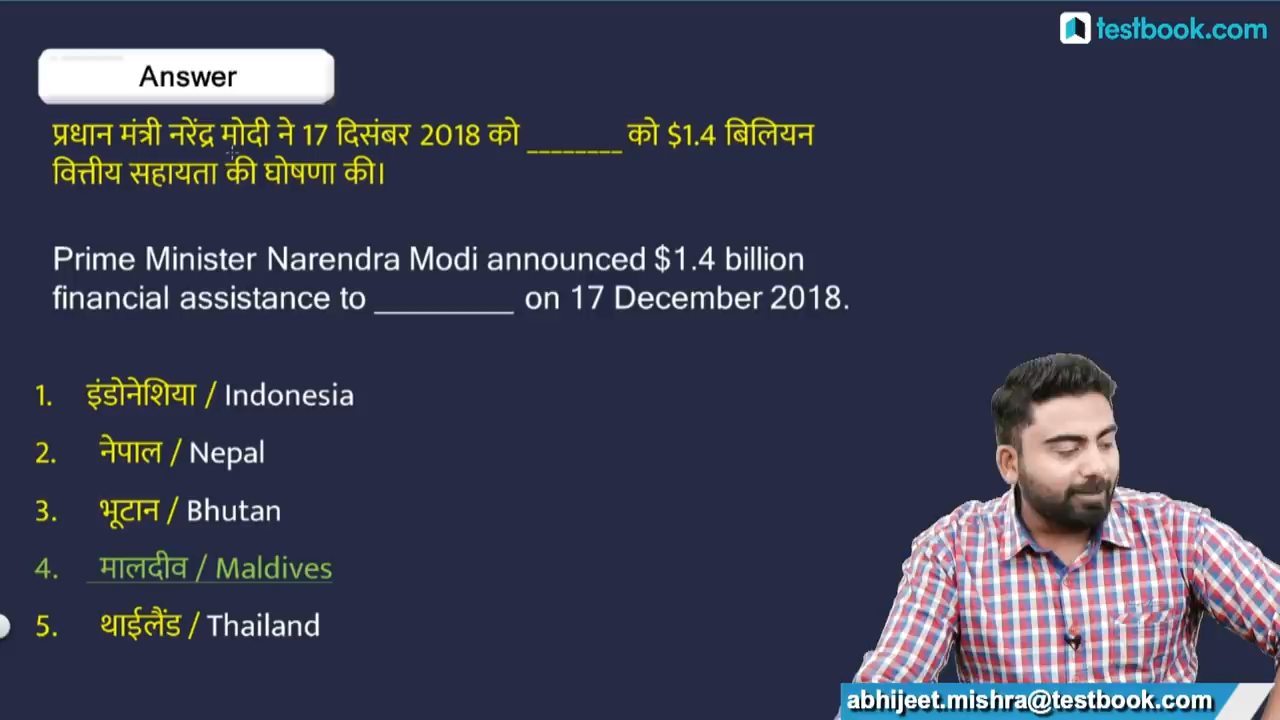 testbook.com
Answer
प्रधान मंत्री नरेंद्र मोदी ने 17 दिसंबर 2018 को ________ को $1.4 बिलियन
वित्तीय सहायता की घोषणा की।
Prime Minister Narendra Modi announced $1.4 billion
financial assistance to ________ on 17 December 2018.
1. इंडोनेशिया / Indonesia
2. नेपाल / Nepal
3. भूटान / Bhutan
4. मालदीव / Maldives
5. थाईलैंड / Thailand
abhijeet.mishra@testbook.com